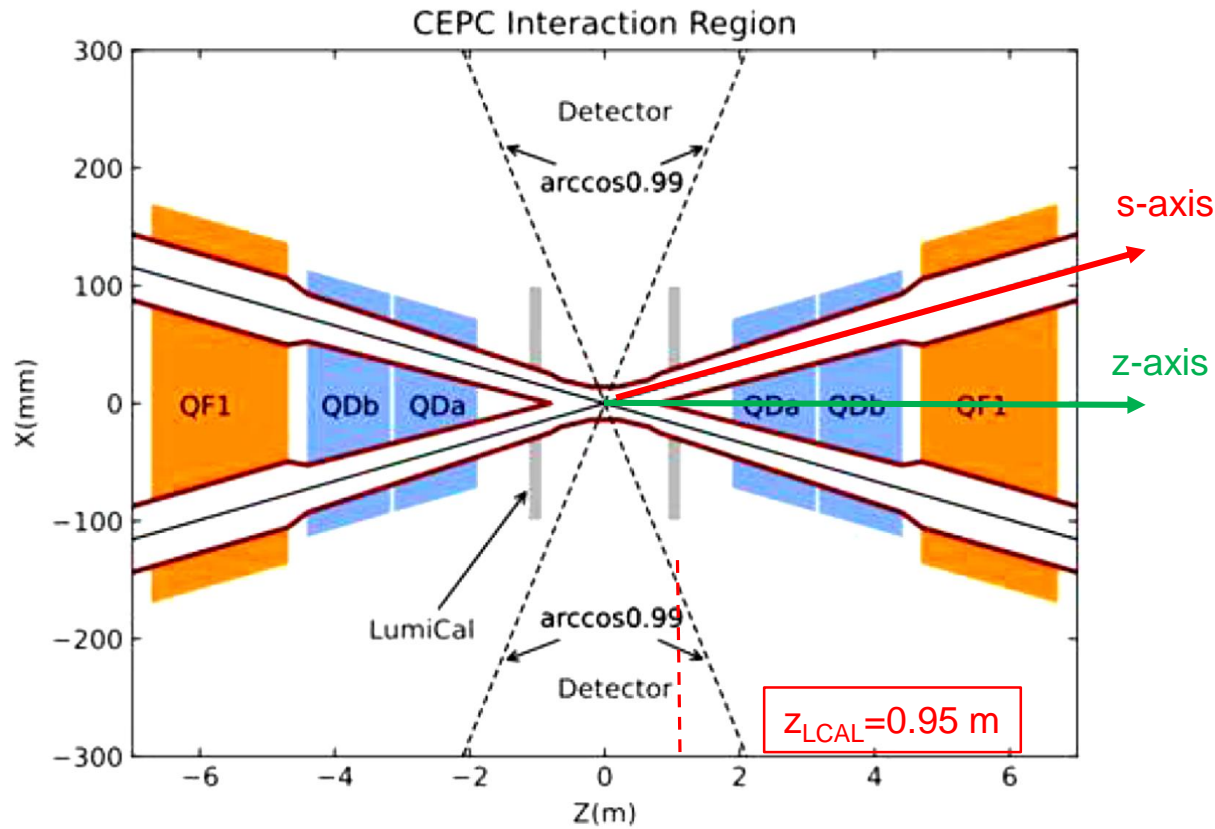 CEPC Interaction Region
300
200
100
0
−100
−200
−300
X(mm)
Detector
arccos0.99
s-axis
z-axis
QF1
QDb
QDa
QDa
QDb
QF1
LumiCal
arccos0.99
Detector
z_LCAL=0.95 m
−6
−4
−2
0
2
4
6
Z(m)